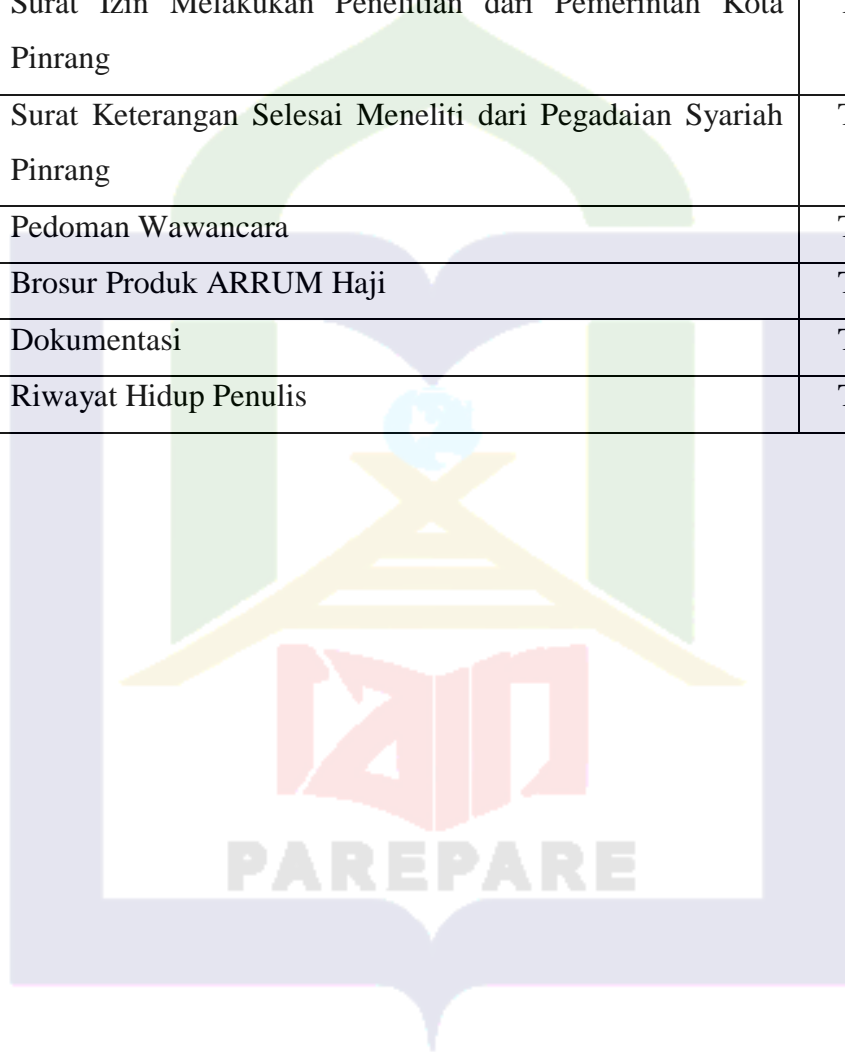 Surat Izin Melakukan Penelitian dari Pemerintah Kota
Pinrang
Surat Keterangan Selesai Meneliti dari Pegadaian Syariah
Pinrang
Pedoman Wawancara
Brosur Produk ARRUM Haji
Dokumentasi
Riwayat Hidup Penulis
iain
PAREPARE